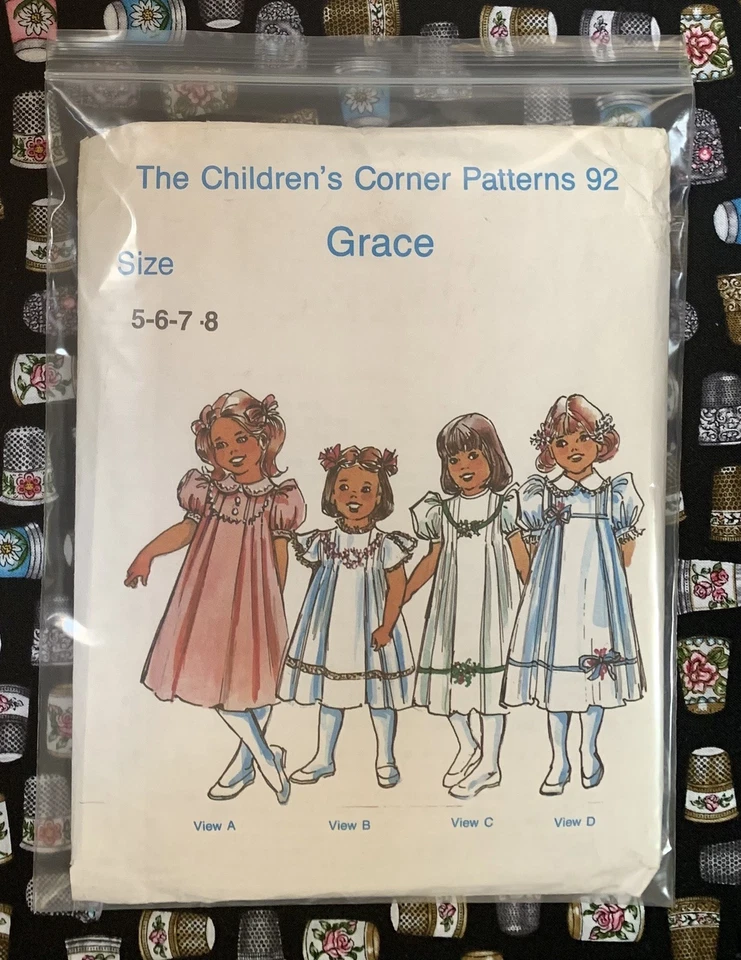 The Children's Corner Patterns 92
Grace
Size
5-6-7-8
View A
View B
View C
View D